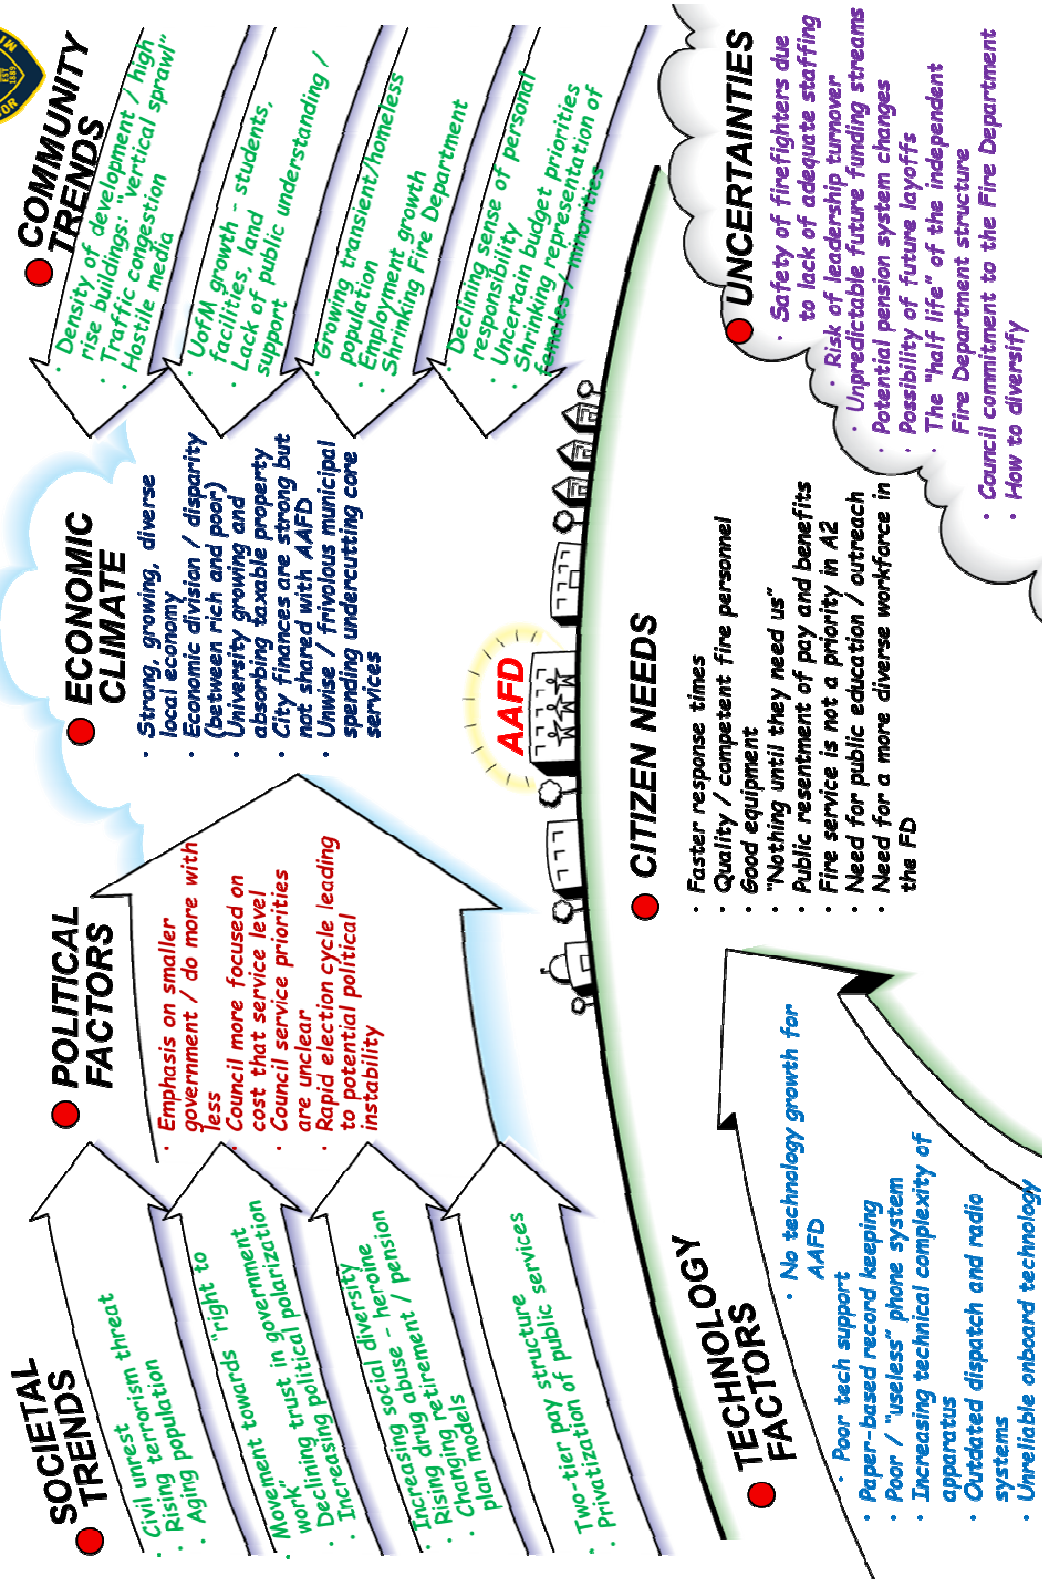 SOCIETAL
TRENDS
Civil unrest
• Rising terrorism threat
• Aging population
• Movement towards "right to
work"
• Declining trust in government
• Increasing political polarization
• Decreasing social diverity
• Increasing drug abuse - heroine
• Rising retirement / pension
• Changing models
plan
• Two-tier pay structure
• Privatization of public services
POLITICAL
FACTORS
• Emphasis on smaller
government / do more with
less
• Council more focused on
cost that service level
• Council service priorities
are unclear
• Rapid election cycle leading
to potential political
instability
ECONOMIC
CLIMATE
• Strong, growing, diverse
local economy
• Economic division / disparity
(between rich and poor)
• University growing and
absorbing taxable property
• City finances are strong but
not shared with AAFD
• Unwise / frivolous municipal
spending undercutting core
services
COMMUNITY
TRENDS
• Density of development / high
rise buildings: "vertical sprawl"
• Traffic congestion
• Hostile media
• UofM growth - students,
facilities, land
• Lack of public understanding /
support
• Growing transient/homeless
population
• Employment growth
• Shrinking Fire Department
• Declining sense of personal
responsibility
• Uncertain budget priorities
• Shrinking representation of
females / minorities
AAFD
TECHNOLOGY
FACTORS
• No technology growth for
AAFD
• Poor tech support
• Paper-based record keeping
• Poor / "useless" phone system
• Increasing technical complexity of
apparatus
• Outdated dispatch and radio
systems
• Unreliable onboard technology
CITIZEN NEEDS
• Faster response times
• Quality / competent fire personnel
• Good equipment
• "Nothing until they need us"
• Public resentment of pay and benefits
• Fire service is not a priority in A2
• Need for public education / outreach
• Need for a more diverse workforce in
the FD
UNCERTAINTIES
• Safety of firefighters due
to lack of adequate staffing
• Risk of leadership turnover
• Unpredictable future funding streams
• Potential pension system changes
• Possibility of future layoffs
• The "half life" of the independent
Fire Department structure
• Council commitment to the Fire Department
• How to diversify
EST
1889